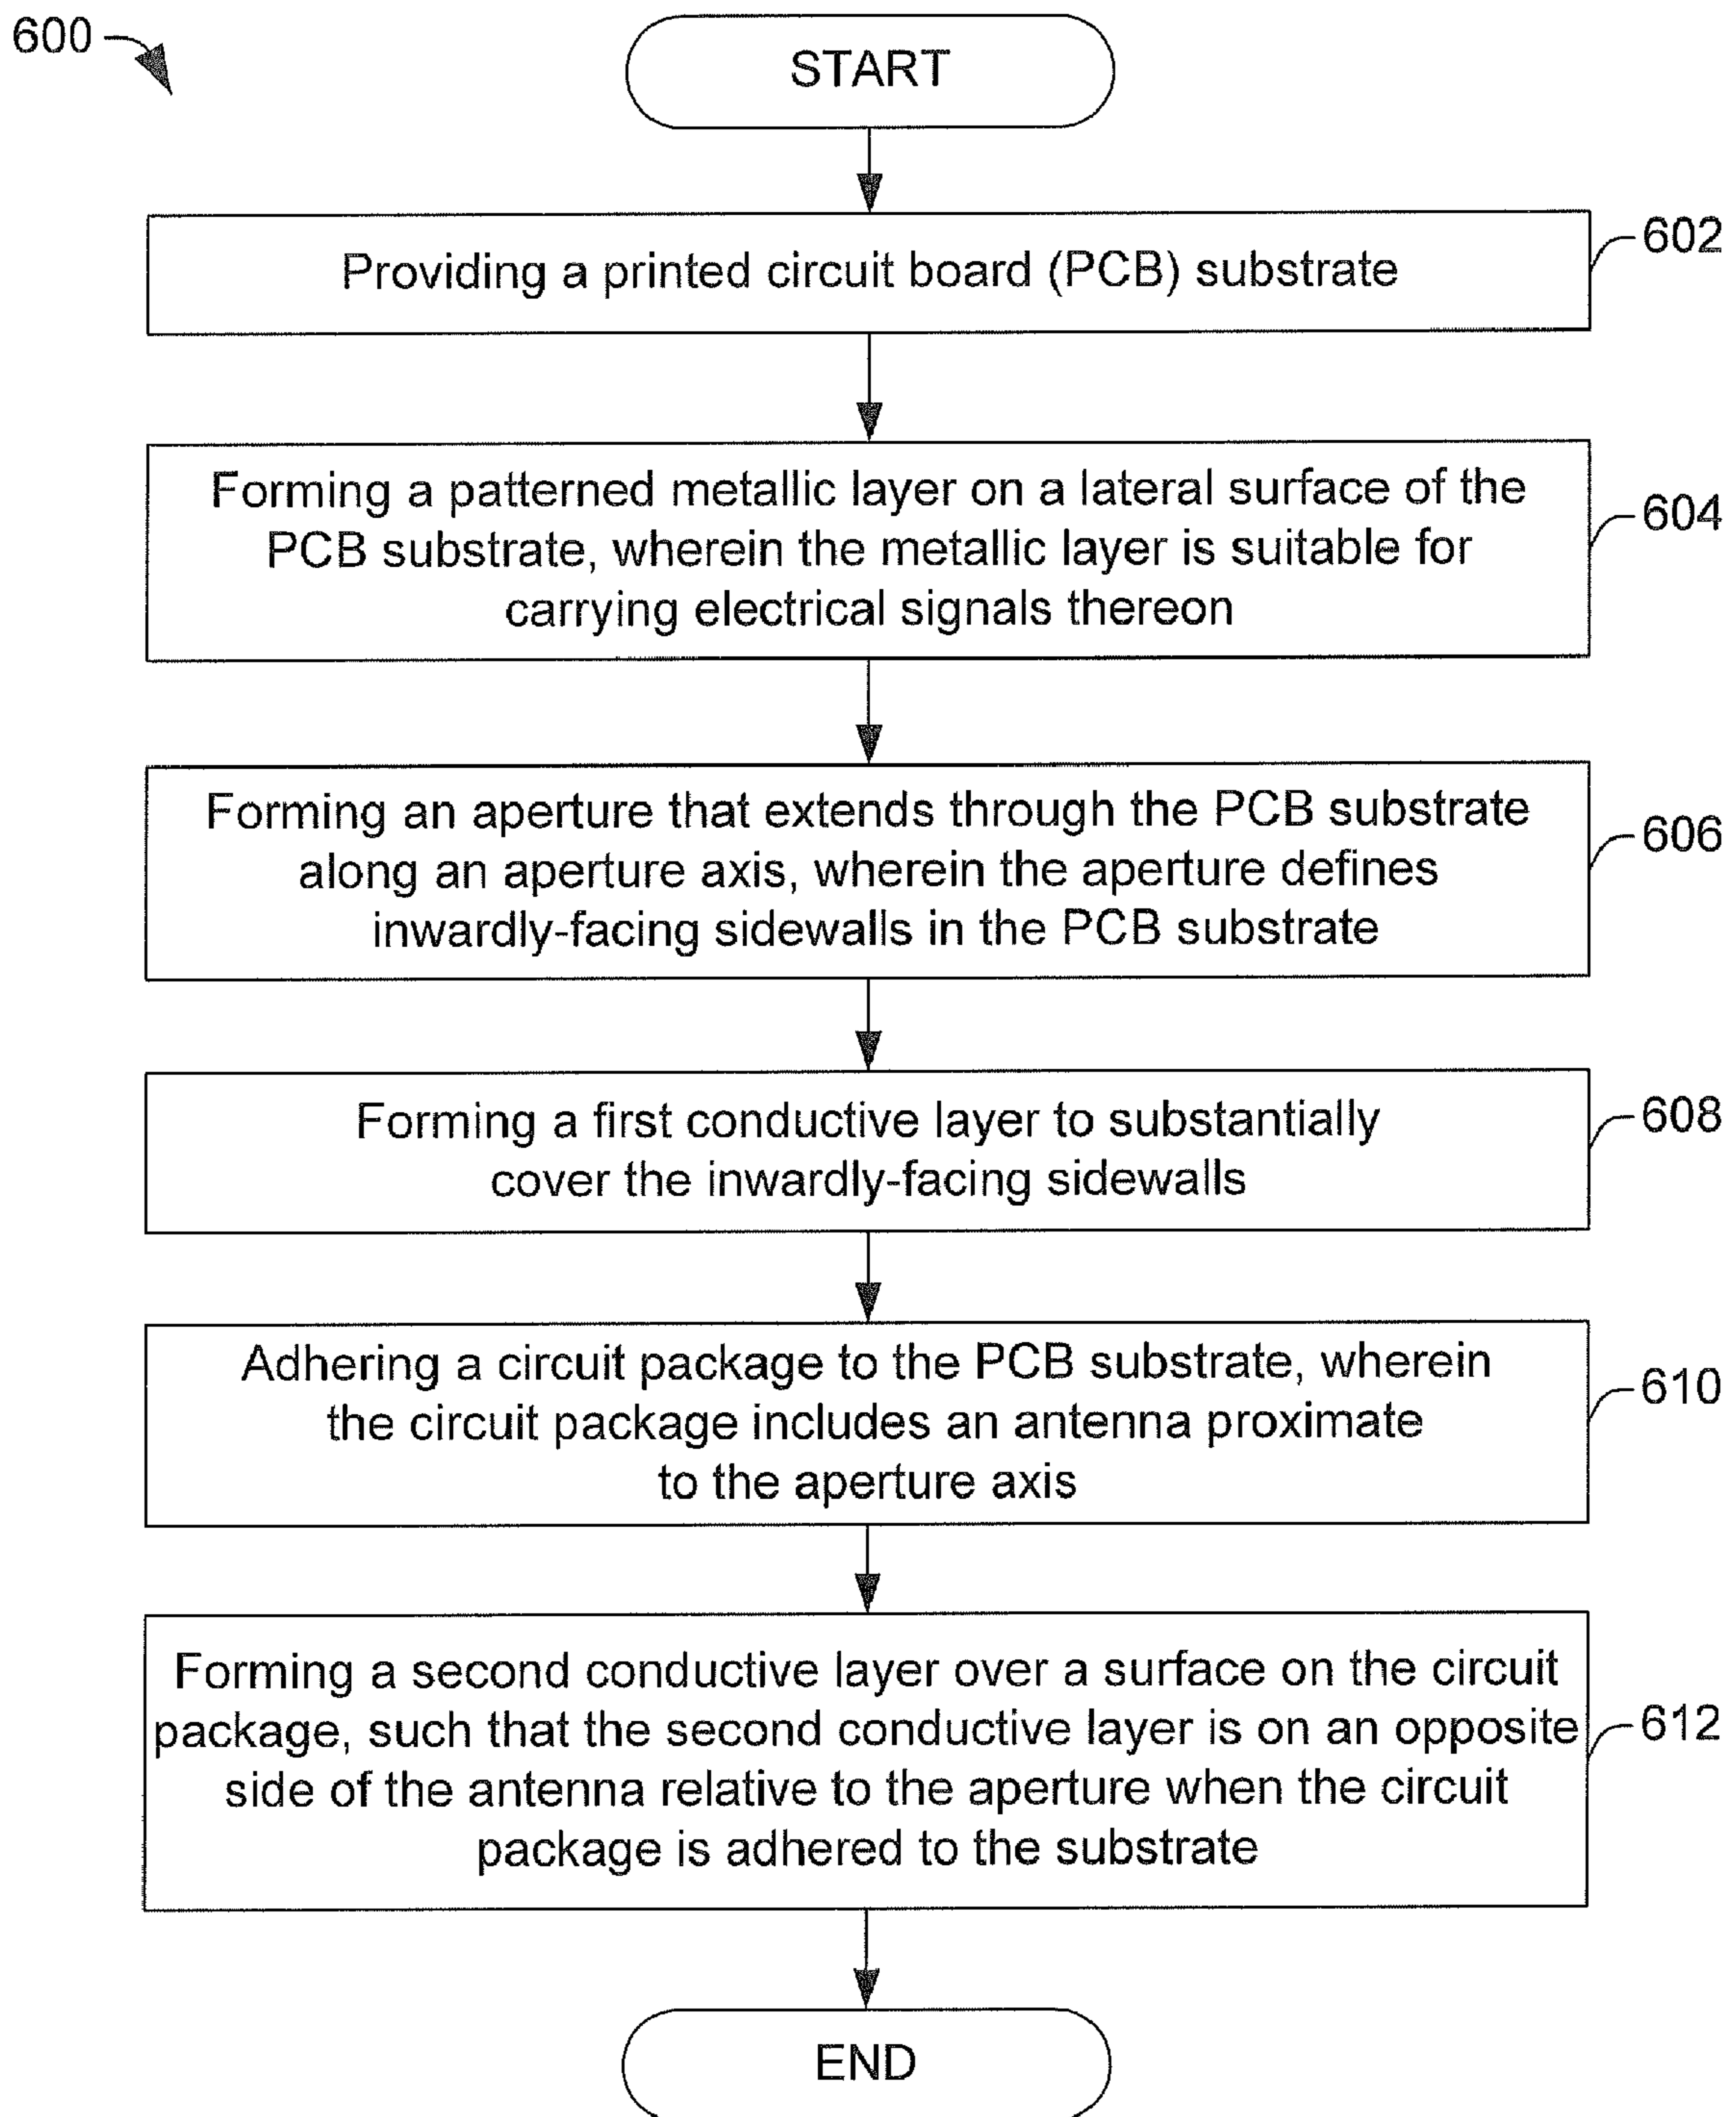 600
START
Providing a printed circuit board (PCB) substrate
602
Forming a patterned metallic layer on a lateral surface of the
PCB substrate, wherein the metallic layer is suitable for
carrying electrical signals thereon
604
Forming an aperture that extends through the PCB substrate
along an aperture axis, wherein the aperture defines
inwardly-facing sidewalls in the PCB substrate
606
Forming a first conductive layer to substantially
cover the inwardly-facing sidewalls
608
Adhering a circuit package to the PCB substrate, wherein
the circuit package includes an antenna proximate
to the aperture axis
610
Forming a second conductive layer over a surface on the circuit
package, such that the second conductive layer is on an opposite
side of the antenna relative to the aperture when the circuit
package is adhered to the substrate
612
END